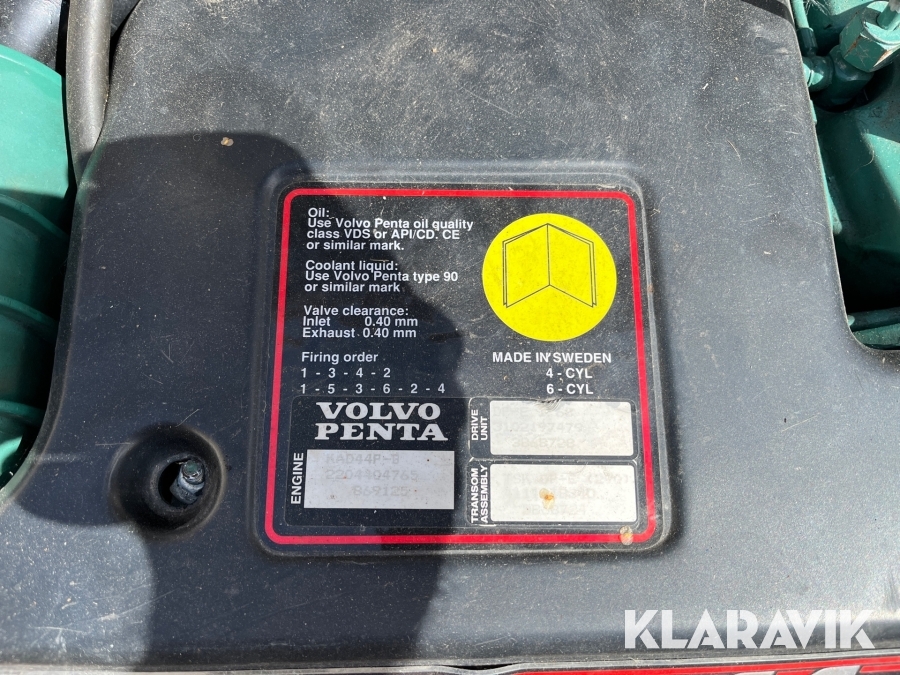 Oil:
Use Volvo Penta oil quality
class VDS or API/CD. CE
or similar mark.
Coolant liquid:
Use Volvo Penta type 90
or similar mark
Valve clearance:
Inlet 0.40 mm
Exhaust 0.40 mm
Firing order
1 - 3 - 4 - 2
1 - 5 - 3 - 6 - 2 - 4
MADE IN SWEDEN
4 - CYL
6 - CYL
VOLVO
PENTA
ENGINE
KAD44P-B
2204404765
869125
DRIVE
UNIT
TRANSOM
ASSEMBLY
KLARAVIK